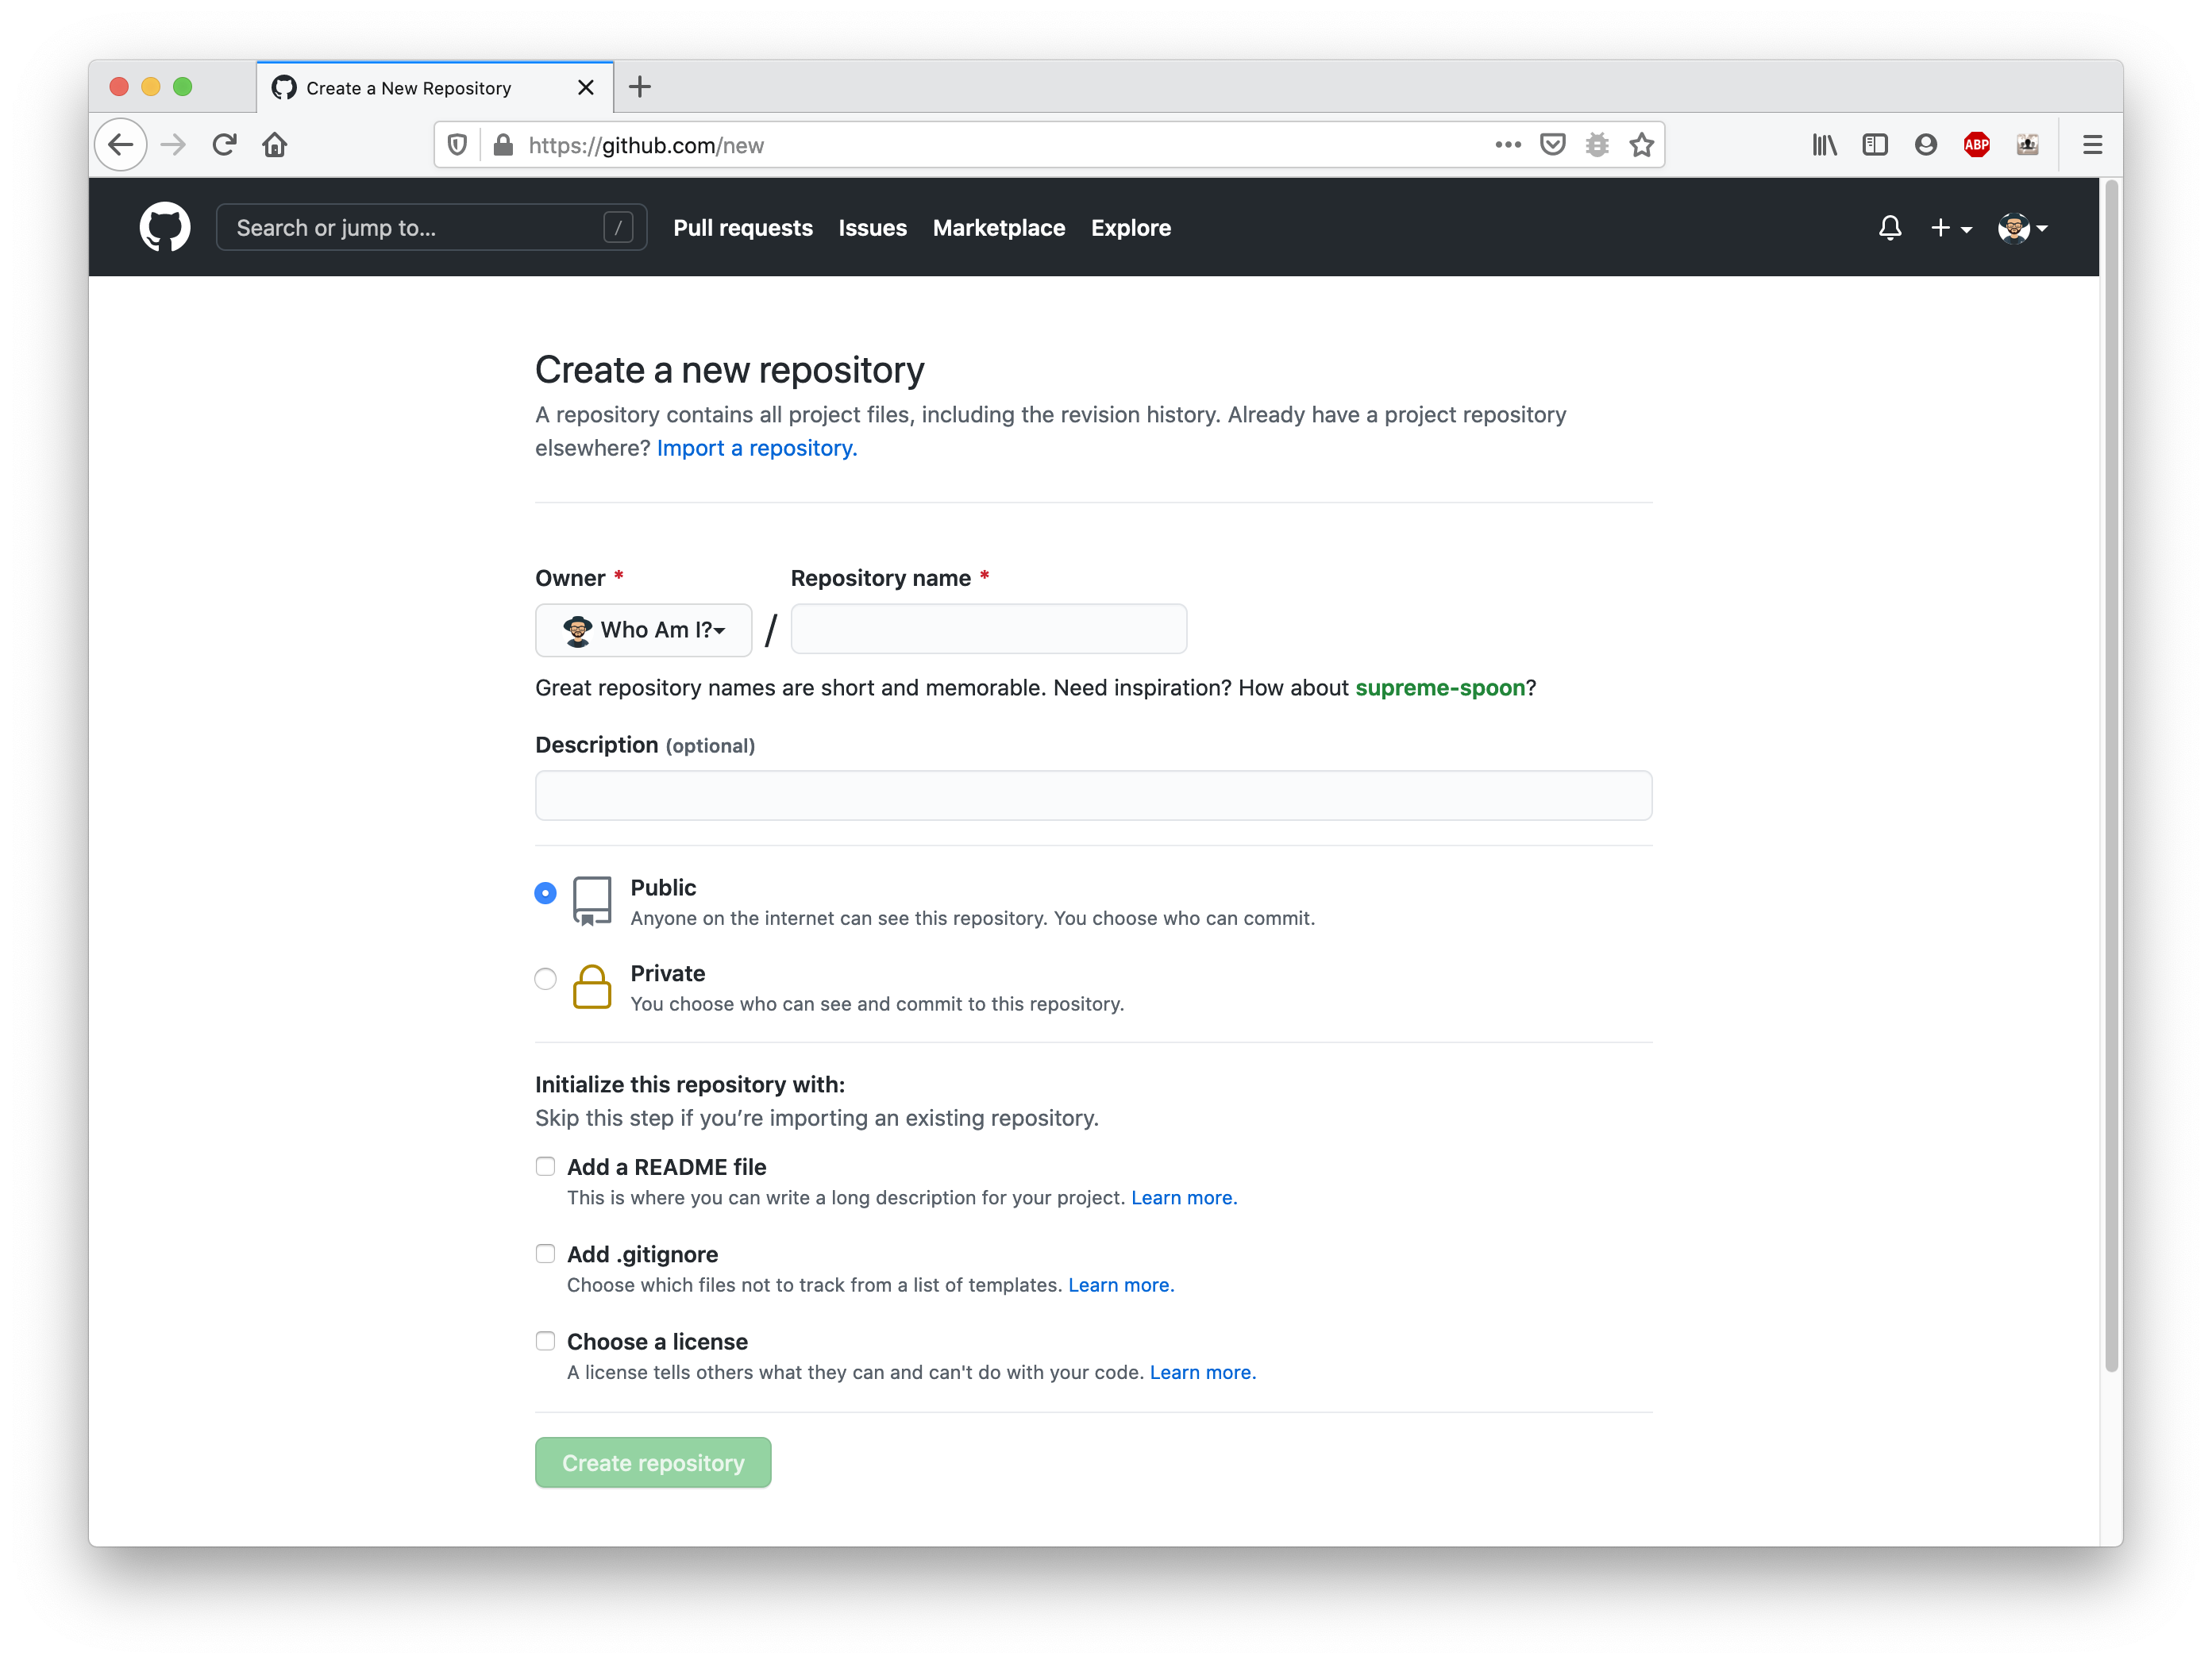 Create a New Repository
https://github.com/new
ABP
Search or jump to...
/
Pull requests
Issues
Marketplace
Explore
Create a new repository
A repository contains all project files, including the revision history. Already have a project repository
elsewhere? Import a repository.
Owner *
Repository name *
Who Am I?
/
Great repository names are short and memorable. Need inspiration? How about supreme-spoon?
Description (optional)
Public
Anyone on the internet can see this repository. You choose who can commit.
Private
You choose who can see and commit to this repository.
Initialize this repository with:
Skip this step if you’re importing an existing repository.
Add a README file
This is where you can write a long description for your project. Learn more.
Add .gitignore
Choose which files not to track from a list of templates. Learn more.
Choose a license
A license tells others what they can and can't do with your code. Learn more.
Create repository